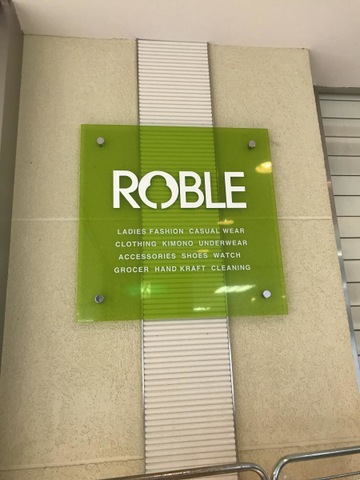 ROBLE
LADIES FASHION CASUAL WEAR
CLOTHING KIMONO UNDERWEAR
ACCESSORIES SHOES WATCH
GROCER HAND KRAFT CLEANING